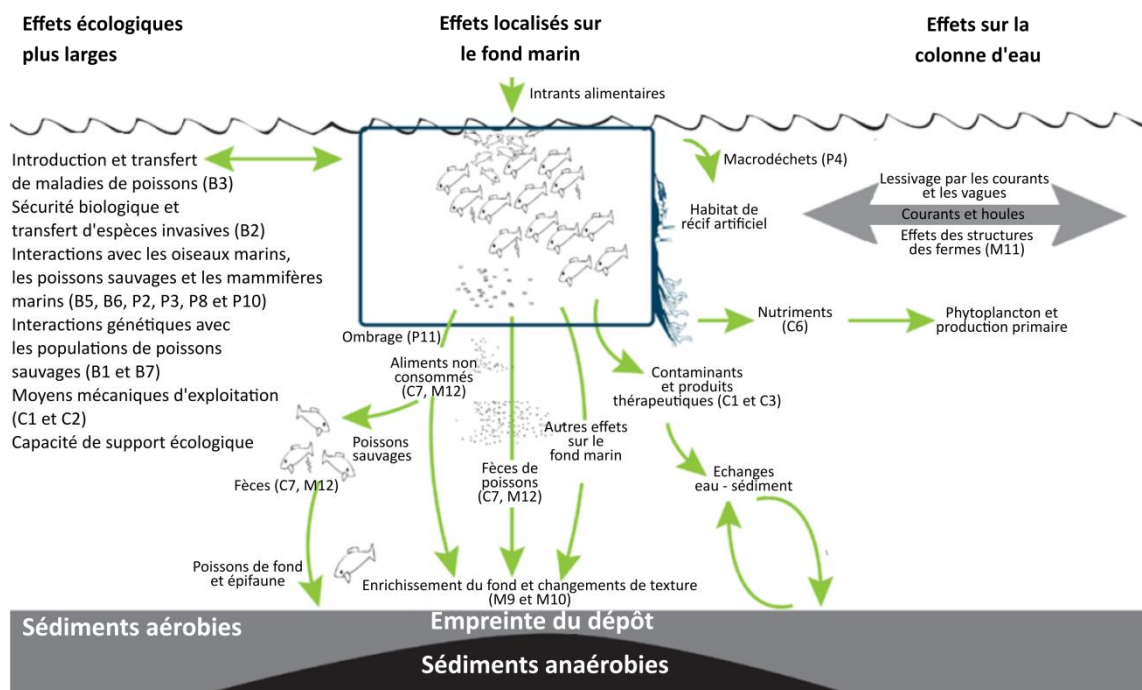 Effets écologiques
plus larges
Effets localisés sur
le fond marin
Effets sur la
colonne d'eau
Intrants alimentaires
Introduction et transfert
de maladies de poissons (B3)
Sécurité biologique et
transfert d'espèces invasives (B2)
Interactions avec les oiseaux marins,
les poissons sauvages et les mammifères
marins (B5, B6, P2, P3, P8 et P10)
Interactions génétiques avec
les populations de poissons
sauvages (B1 et B7)
Moyens mécaniques d'exploitation
(C1 et C2)
Capacité de support écologique
Macrodéchets (P4)
Habitat de
récif artificiel
Lessivage par les courants
et les vagues
Courants et houles
Effets des structures
des fermes (M11)
Nutriments
(C6)
Phytoplancton et
production primaire
Ombrage (P11)
Aliments non
consommés
(C7, M12)
Contaminants
et produits
thérapeutiques (C1 et C3)
Poissons
sauvages
Autres effets
sur le
fond marin
Fèces (C7, M12)
Fèces de
poissons
(C7, M12)
Echanges
eau - sédiment
Poissons de fond
et épifaune
Enrichissement du fond et changements de texture
(M9 et M10)
Sédiments aérobies
Empreinte du dépôt
Sédiments anaérobies